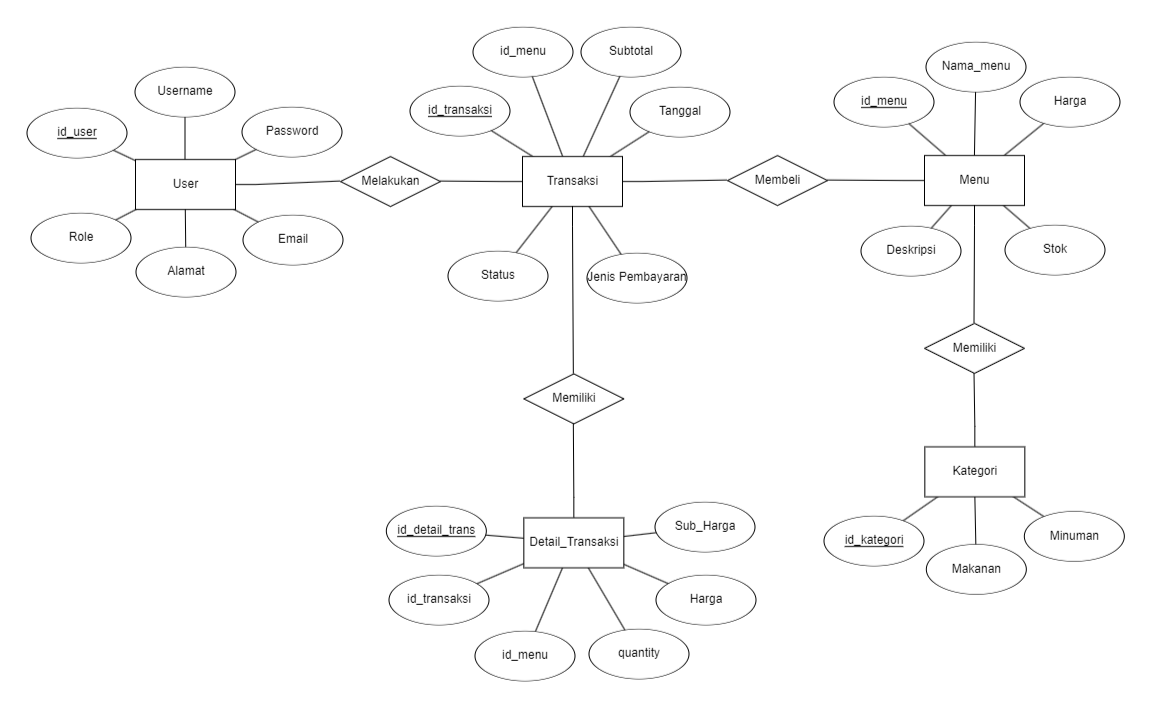 id_menu
Subtotal
Nama_menu
Username
id_user
Password
id_transaksi
Tanggal
id_menu
Harga
User
Melakukan
Transaksi
Membeli
Menu
Role
Alamat
Email
Status
Jenis Pembayaran
Deskripsi
Stok
Memiliki
Memiliki
Kategori
id_detail_trans
Sub_Harga
Detail_Transaksi
id_kategori
Makanan
Minuman
id_transaksi
Harga
id_menu
quantity